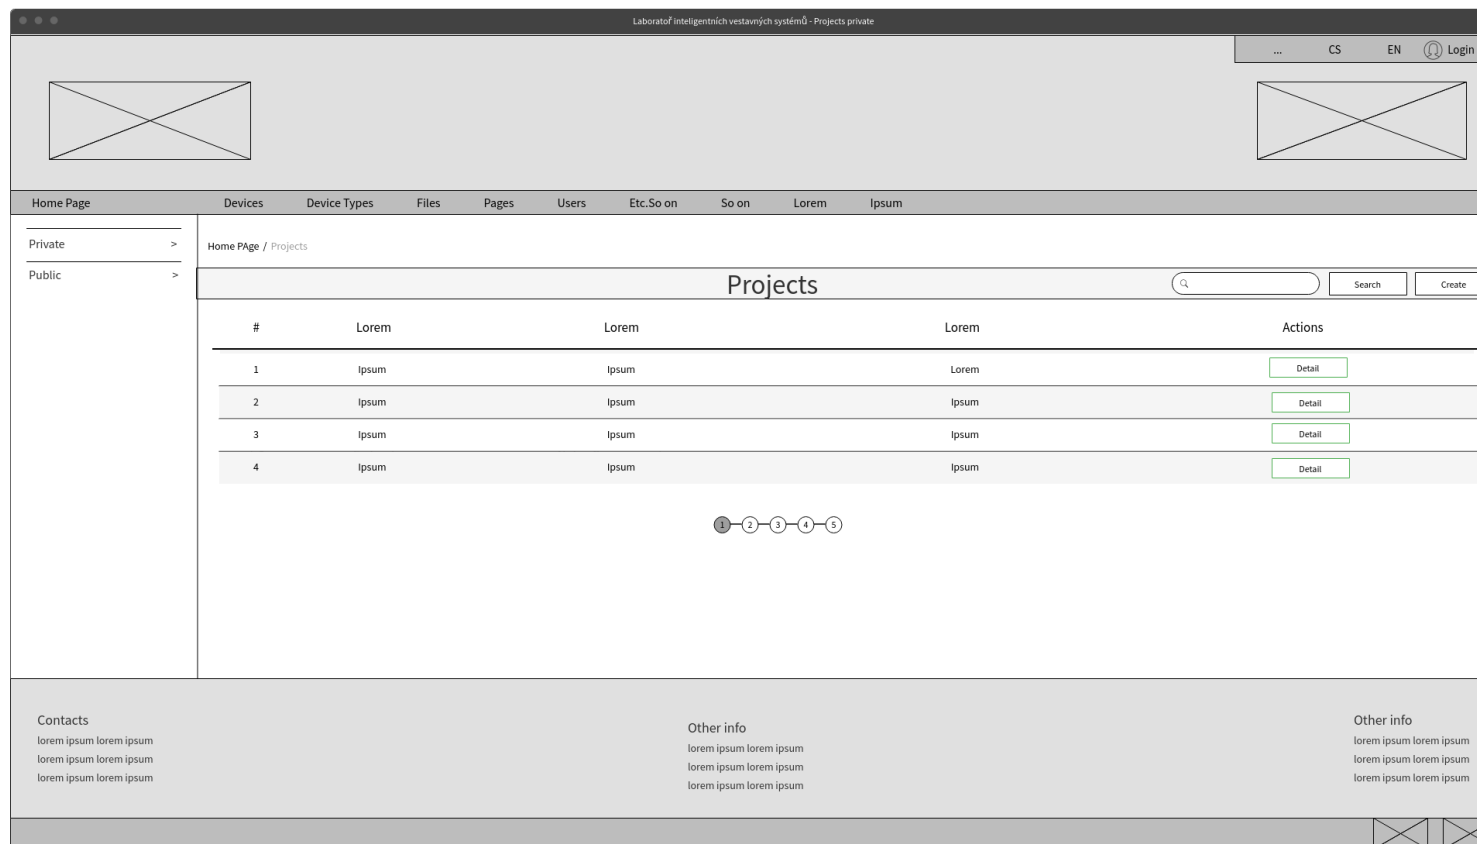 Laboratoř inteligentních vestavných systémů - Projects private
... CS EN Login
Home Page Devices Device Types Files Pages Users Etc.So on So on Lorem Ipsum
Private >
Public >
Home PAge / Projects
Projects
Search Create
# Lorem Lorem Lorem Actions
1 Ipsum Ipsum Lorem Detail
2 Ipsum Ipsum Ipsum Detail
3 Ipsum Ipsum Ipsum Detail
4 Ipsum Ipsum Ipsum Detail
1 2 3 4 5
Contacts
lorem ipsum lorem ipsum
lorem ipsum lorem ipsum
lorem ipsum lorem ipsum
Other info
lorem ipsum lorem ipsum
lorem ipsum lorem ipsum
lorem ipsum lorem ipsum
Other info
lorem ipsum lorem ipsum
lorem ipsum lorem ipsum
lorem ipsum lorem ipsum